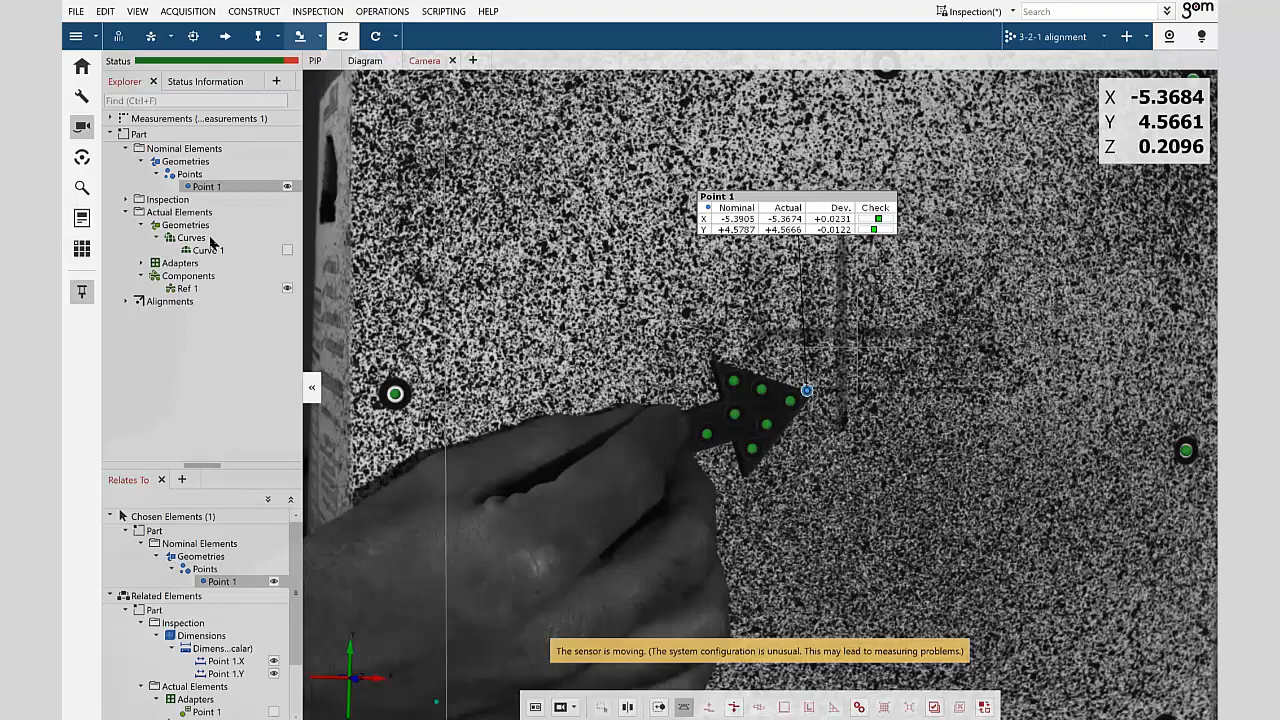 FILE EDIT VIEW ACQUISITION CONSTRUCT INSPECTION OPERATIONS SCRIPTING HELP
Inspection(*) Search gom
3-2-1 alignment
Status PIP Diagram Camera
Explorer Status Information
Find (Ctrl+F)
Measurements (...easurements 1)
Part
Nominal Elements
Geometries
Points
Point 1
Inspection
Actual Elements
Geometries
Curves
Curve 1
Adapters
Components
Ref 1
Alignments
X -5.3684
Y 4.5661
Z 0.2096
Point 1
Nominal Actual Dev. Check
X -5.3905 -5.3674 +0.0231
Y +4.5787 +4.5666 -0.0122
Relates To
Chosen Elements (1)
Part
Nominal Elements
Geometries
Points
Point 1
Related Elements
Part
Inspection
Dimensions
Dimens...calar)
Point 1.X
Point 1.Y
Actual Elements
Adapters
Point 1
The sensor is moving. (The system configuration is unusual. This may lead to measuring problems.)
Y
X
Z